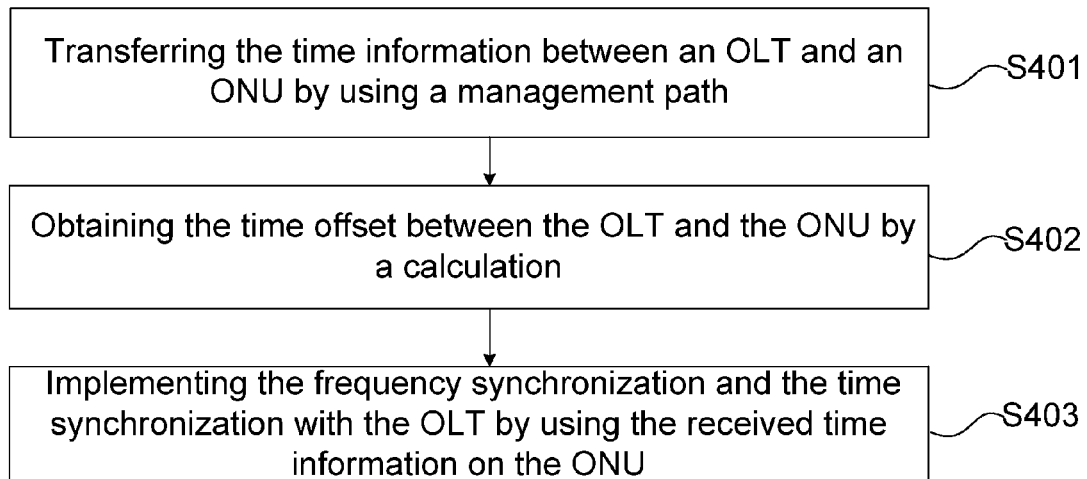 Transferring the time information between an OLT and an
ONU by using a management path
S401
Obtaining the time offset between the OLT and the ONU by
a calculation
S402
Implementing the frequency synchronization and the time
synchronization with the OLT by using the received time
information on the ONU
S403